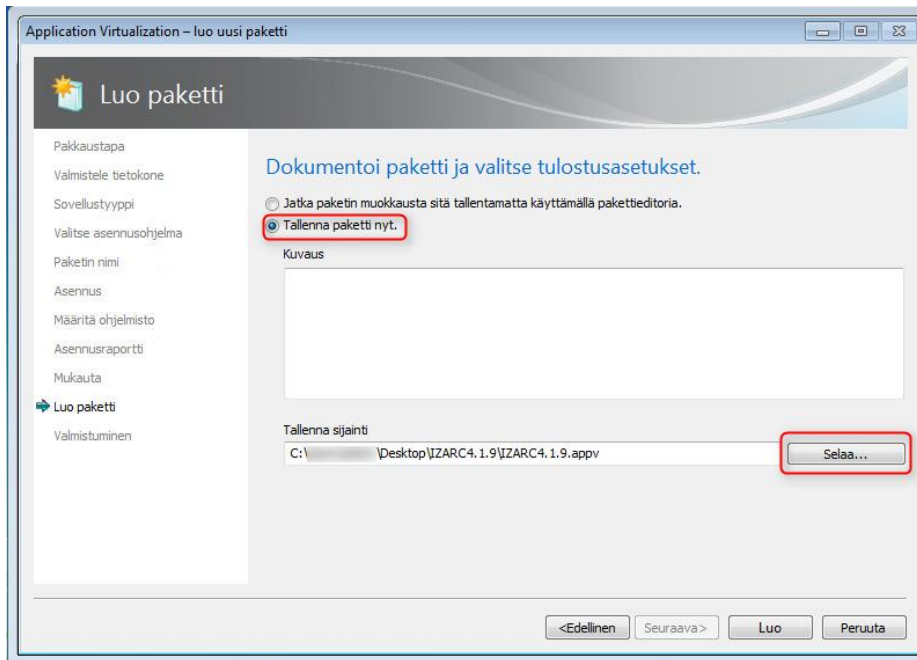 Application Virtualization – luo uusi paketti
Luo paketti
Pakkaustapa
Valmistele tietokone
Sovellustyyppi
Valitse asennusohjelma
Paketin nimi
Asennus
Määritä ohjelmisto
Asennusraportti
Mukauta
Luo paketti
Valmistuminen
Dokumentoi paketti ja valitse tulostusasetukset.
Jatka paketin muokkausta sitä tallentamatta käyttämällä pakettieditoria.
Tallenna paketti nyt.
Kuvaus
Tallenna sijainti
C:\ \Desktop\IZARC4.1.9\IZARC4.1.9.appv
Selaa...
<Edellinen
Seuraava>
Luo
Peruuta